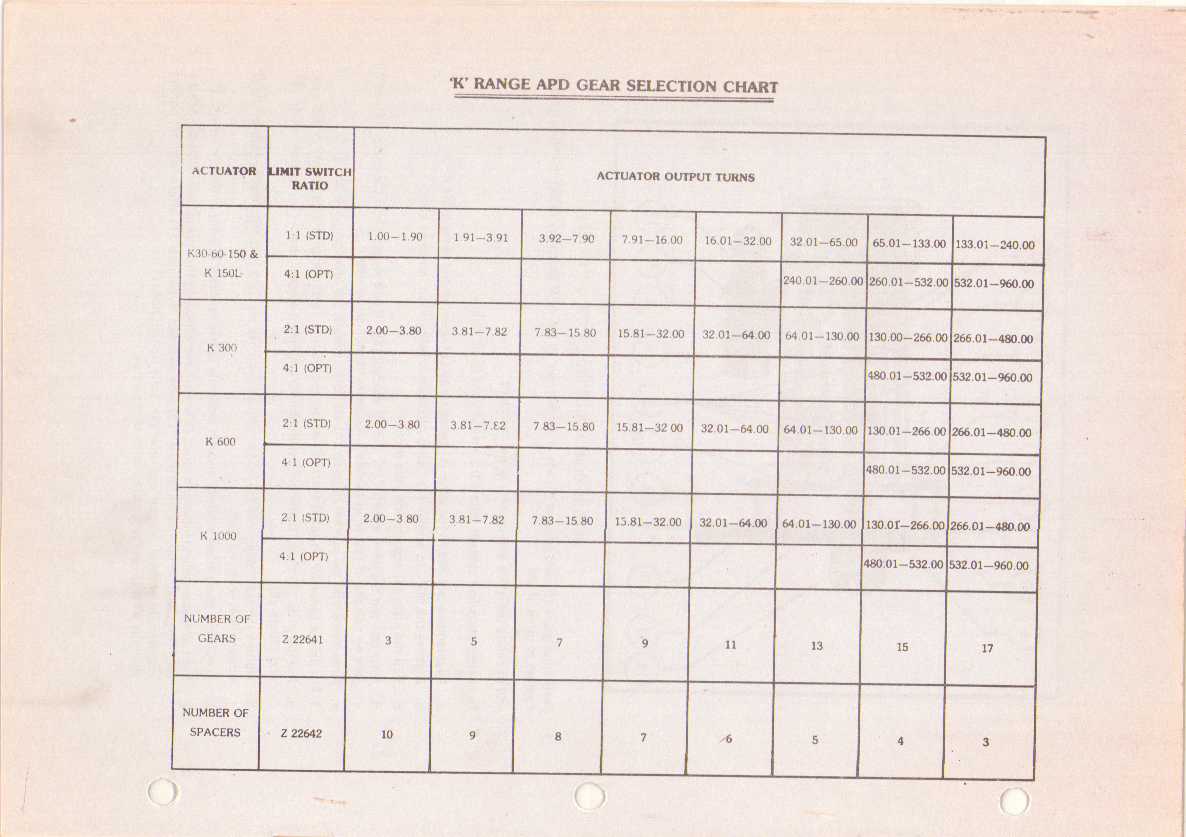 'K' RANGE APD GEAR SELECTION CHART
ACTUATOR LIMIT SWITCH RATIO ACTUATOR OUTPUT TURNS
K30-60-150 & K 150L
1:1 (STD) 1.00—1.90 1.91—3.91 3.92—7.90 7.91—16.00 16.01—32.00 32.01—65.00 65.01—133.00 133.01—240.00
4:1 (OPT) 240.01—260.00 260.01—532.00 532.01—960.00
K 300
2:1 (STD) 2.00—3.80 3.81—7.82 7.83—15.80 15.81—32.00 32.01—64.00 64.01—130.00 130.00—266.00 266.01—480.00
4:1 (OPT) 480.01—532.00 532.01—960.00
K 600
2:1 (STD) 2.00—3.80 3.81—7.82 7.83—15.80 15.81—32.00 32.01—64.00 64.01—130.00 130.01—266.00 266.01—480.00
4:1 (OPT) 480.01—532.00 532.01—960.00
K 1000
2:1 (STD) 2.00—3.80 3.81—7.82 7.83—15.80 15.81—32.00 32.01—64.00 64.01—130.00 130.01—266.00 266.01—480.00
4:1 (OPT) 480.01—532.00 532.01—960.00
NUMBER OF GEARS Z 22641 3 5 7 9 11 13 15 17
NUMBER OF SPACERS Z 22642 10 9 8 7 6 5 4 3